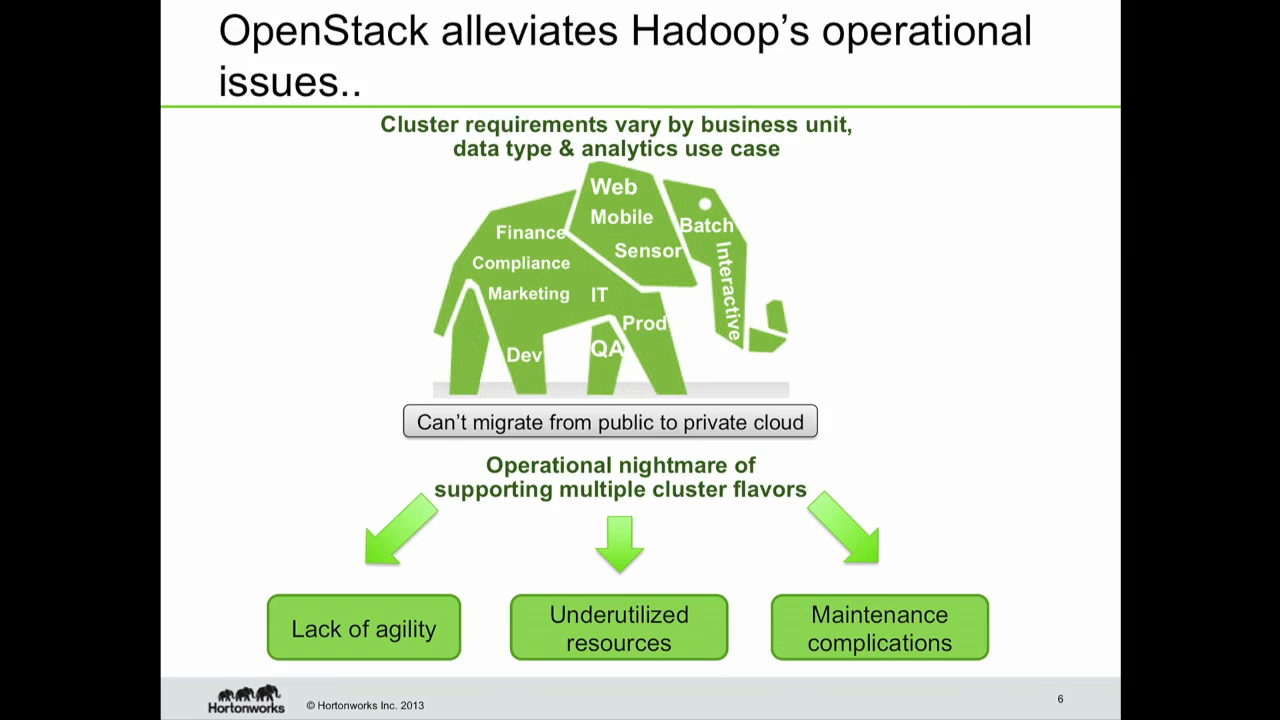 OpenStack alleviates Hadoop’s operational
issues..
Cluster requirements vary by business unit,
data type & analytics use case
Web
Mobile
Sensor
Batch
Interactive
Finance
Compliance
Marketing
IT
Prod
Dev
QA
Can’t migrate from public to private cloud
Operational nightmare of
supporting multiple cluster flavors
Lack of agility
Underutilized
resources
Maintenance
complications
Hortonworks
© Hortonworks Inc. 2013
6